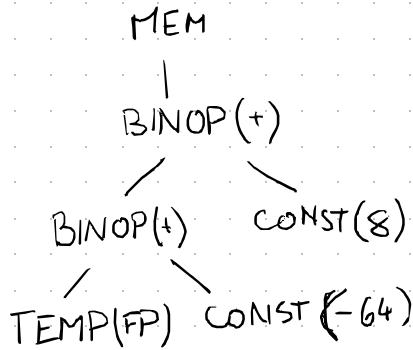 MEM
BINOP(+)
BINOP(+) CONST(8)
TEMP(FP) CONST(-64)